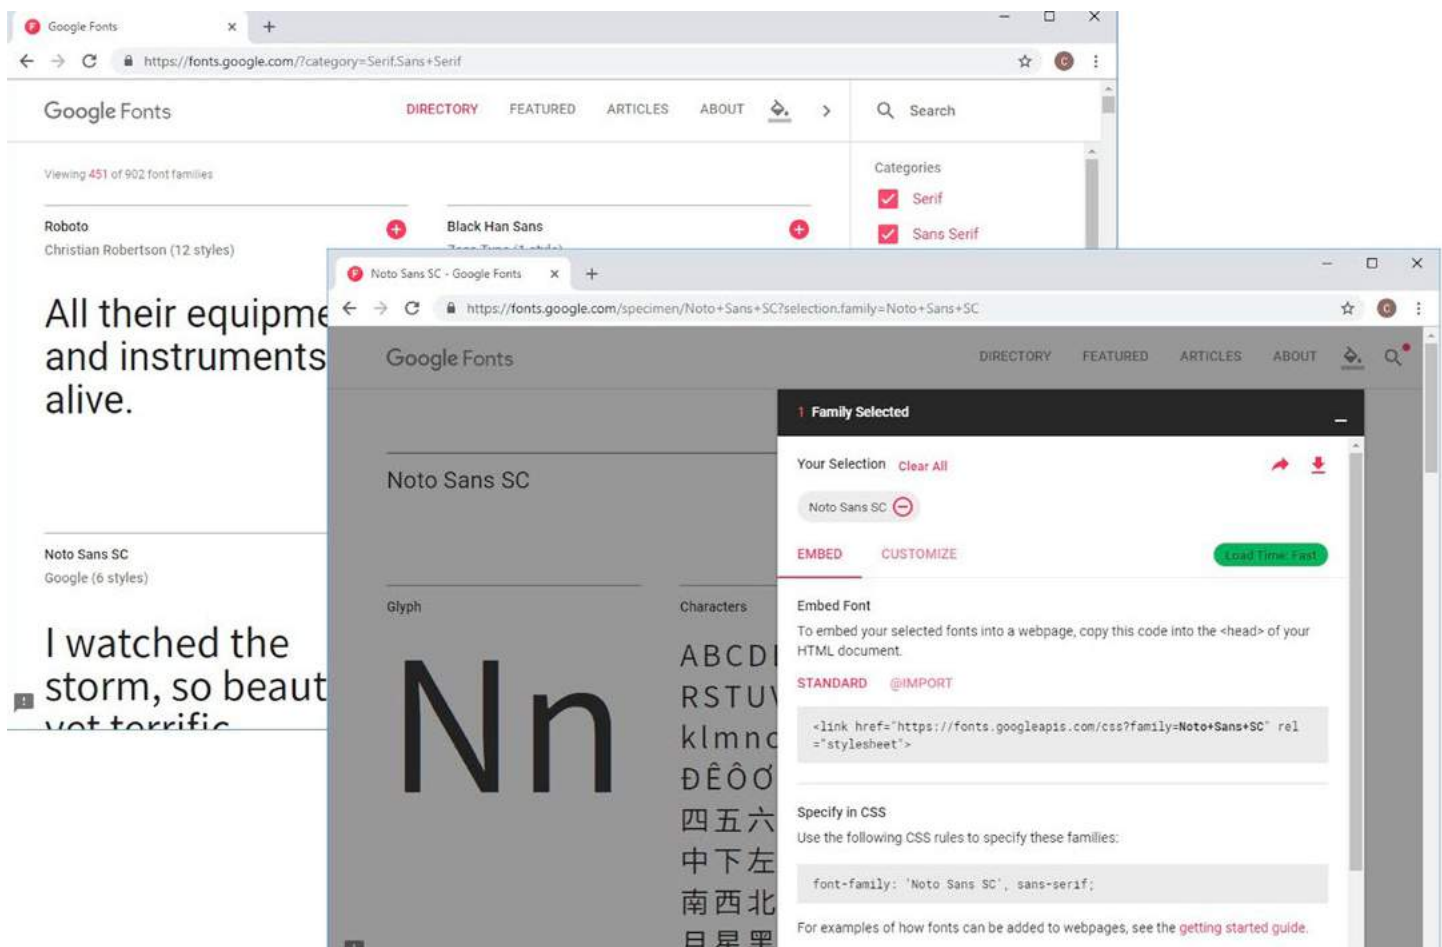 Google Fonts
https://fonts.google.com/?category=Serif,Sans+Serif
Google Fonts
DIRECTORY FEATURED ARTICLES ABOUT
Search
Viewing 451 of 902 font families
Categories
Serif
Sans Serif
Roboto
Christian Robertson (12 styles)
Black Han Sans
All their equipme
and instruments
alive.
Noto Sans SC
Google (6 styles)
I watched the
storm, so beaut
yet terrific
Noto Sans SC - Google Fonts
https://fonts.google.com/specimen/Noto+Sans+SC?selection.family=Noto+Sans+SC
Google Fonts
DIRECTORY FEATURED ARTICLES ABOUT
Noto Sans SC
Glyph
Nn
Characters
ABCD
RSTUV
klmno
ĐÊÔƠ
四五六
中下左
南西北
日星黑
1 Family Selected
Your Selection Clear All
Noto Sans SC
EMBED CUSTOMIZE
Load Time: Fast
Embed Font
To embed your selected fonts into a webpage, copy this code into the <head> of your
HTML document.
STANDARD @IMPORT
<link href="https://fonts.googleapis.com/css?family=Noto+Sans+SC" rel
="stylesheet">
Specify in CSS
Use the following CSS rules to specify these families:
font-family: 'Noto Sans SC', sans-serif;
For examples of how fonts can be added to webpages, see the getting started guide.